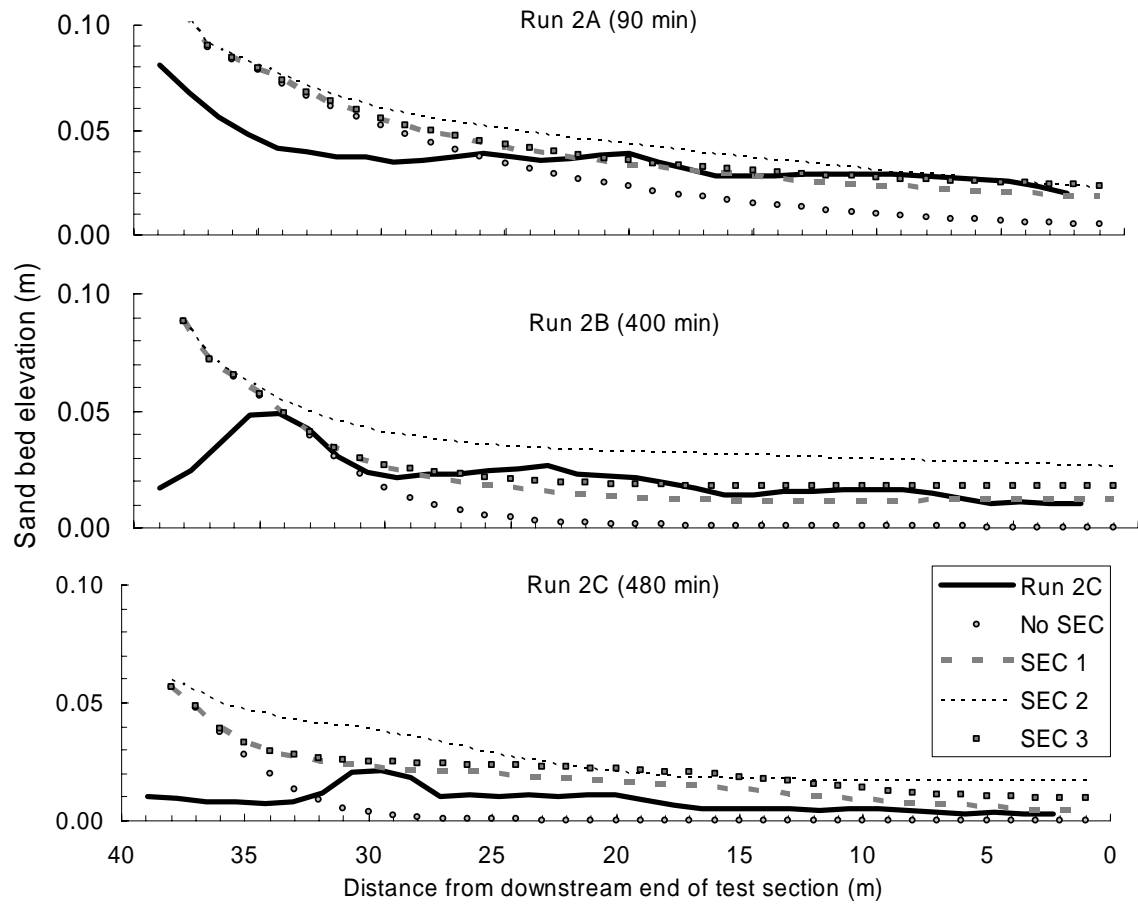 Run 2A (90 min)
0.10
0.05
0.00
Run 2B (400 min)
0.10
0.05
0.00
Sand bed elevation (m)
Run 2C (480 min)
0.10
0.05
0.00
Run 2C
No SEC
SEC 1
SEC 2
SEC 3
40 35 30 25 20 15 10 5 0
Distance from downstream end of test section (m)